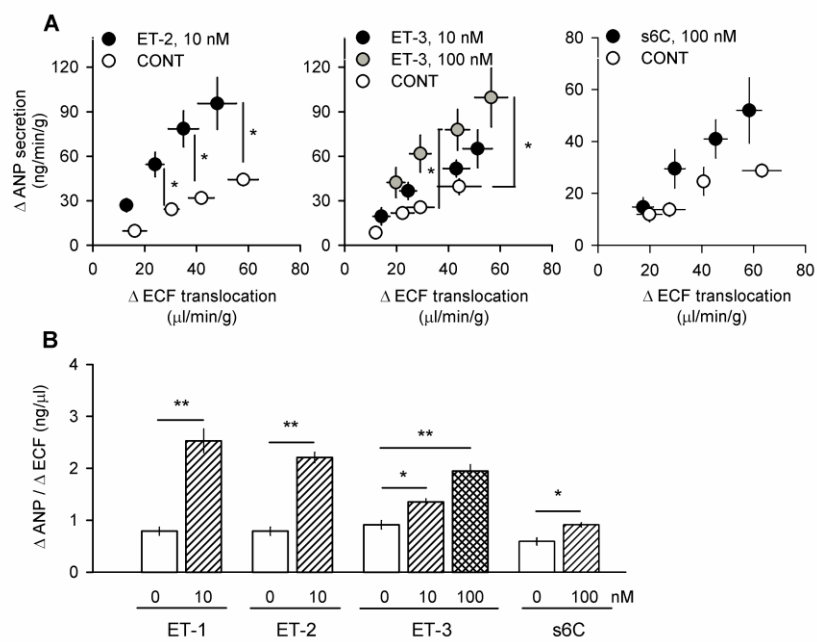 A
ET-2, 10 nM
CONT
ET-3, 10 nM
ET-3, 100 nM
CONT
s6C, 100 nM
CONT
Δ ANP secretion
(ng/min/g)
120
90
60
30
0
120
90
60
30
0
80
60
40
20
0
* * *
* *
0 20 40 60 80
0 20 40 60 80
0 20 40 60 80
Δ ECF translocation
(μl/min/g)
Δ ECF translocation
(μl/min/g)
Δ ECF translocation
(μl/min/g)
B
Δ ANP / Δ ECF (ng/μl)
4
3
2
1
0
** ** * ** *
0 10 0 10 0 10 100 0 100 nM
ET-1 ET-2 ET-3 s6C